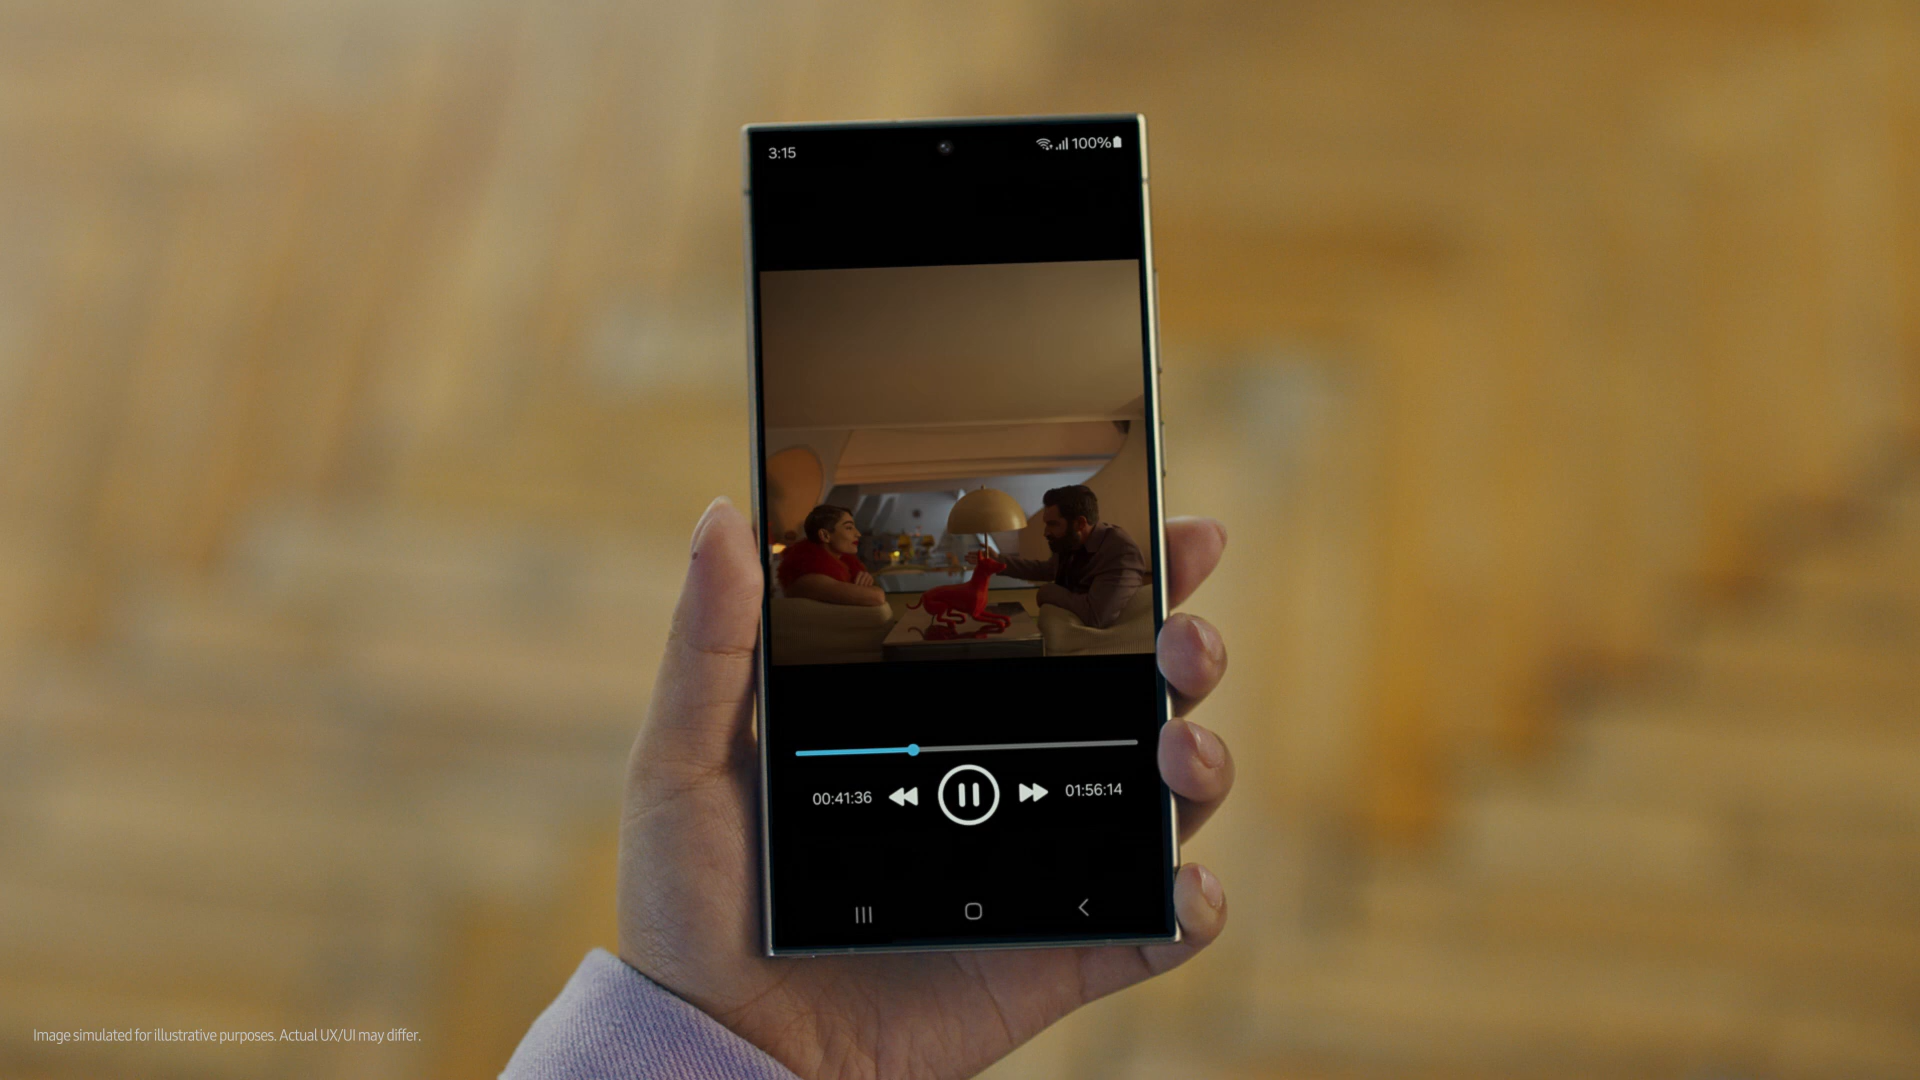 3:15
100%
00:41:36
01:56:14
Image simulated for illustrative purposes. Actual UX/UI may differ.